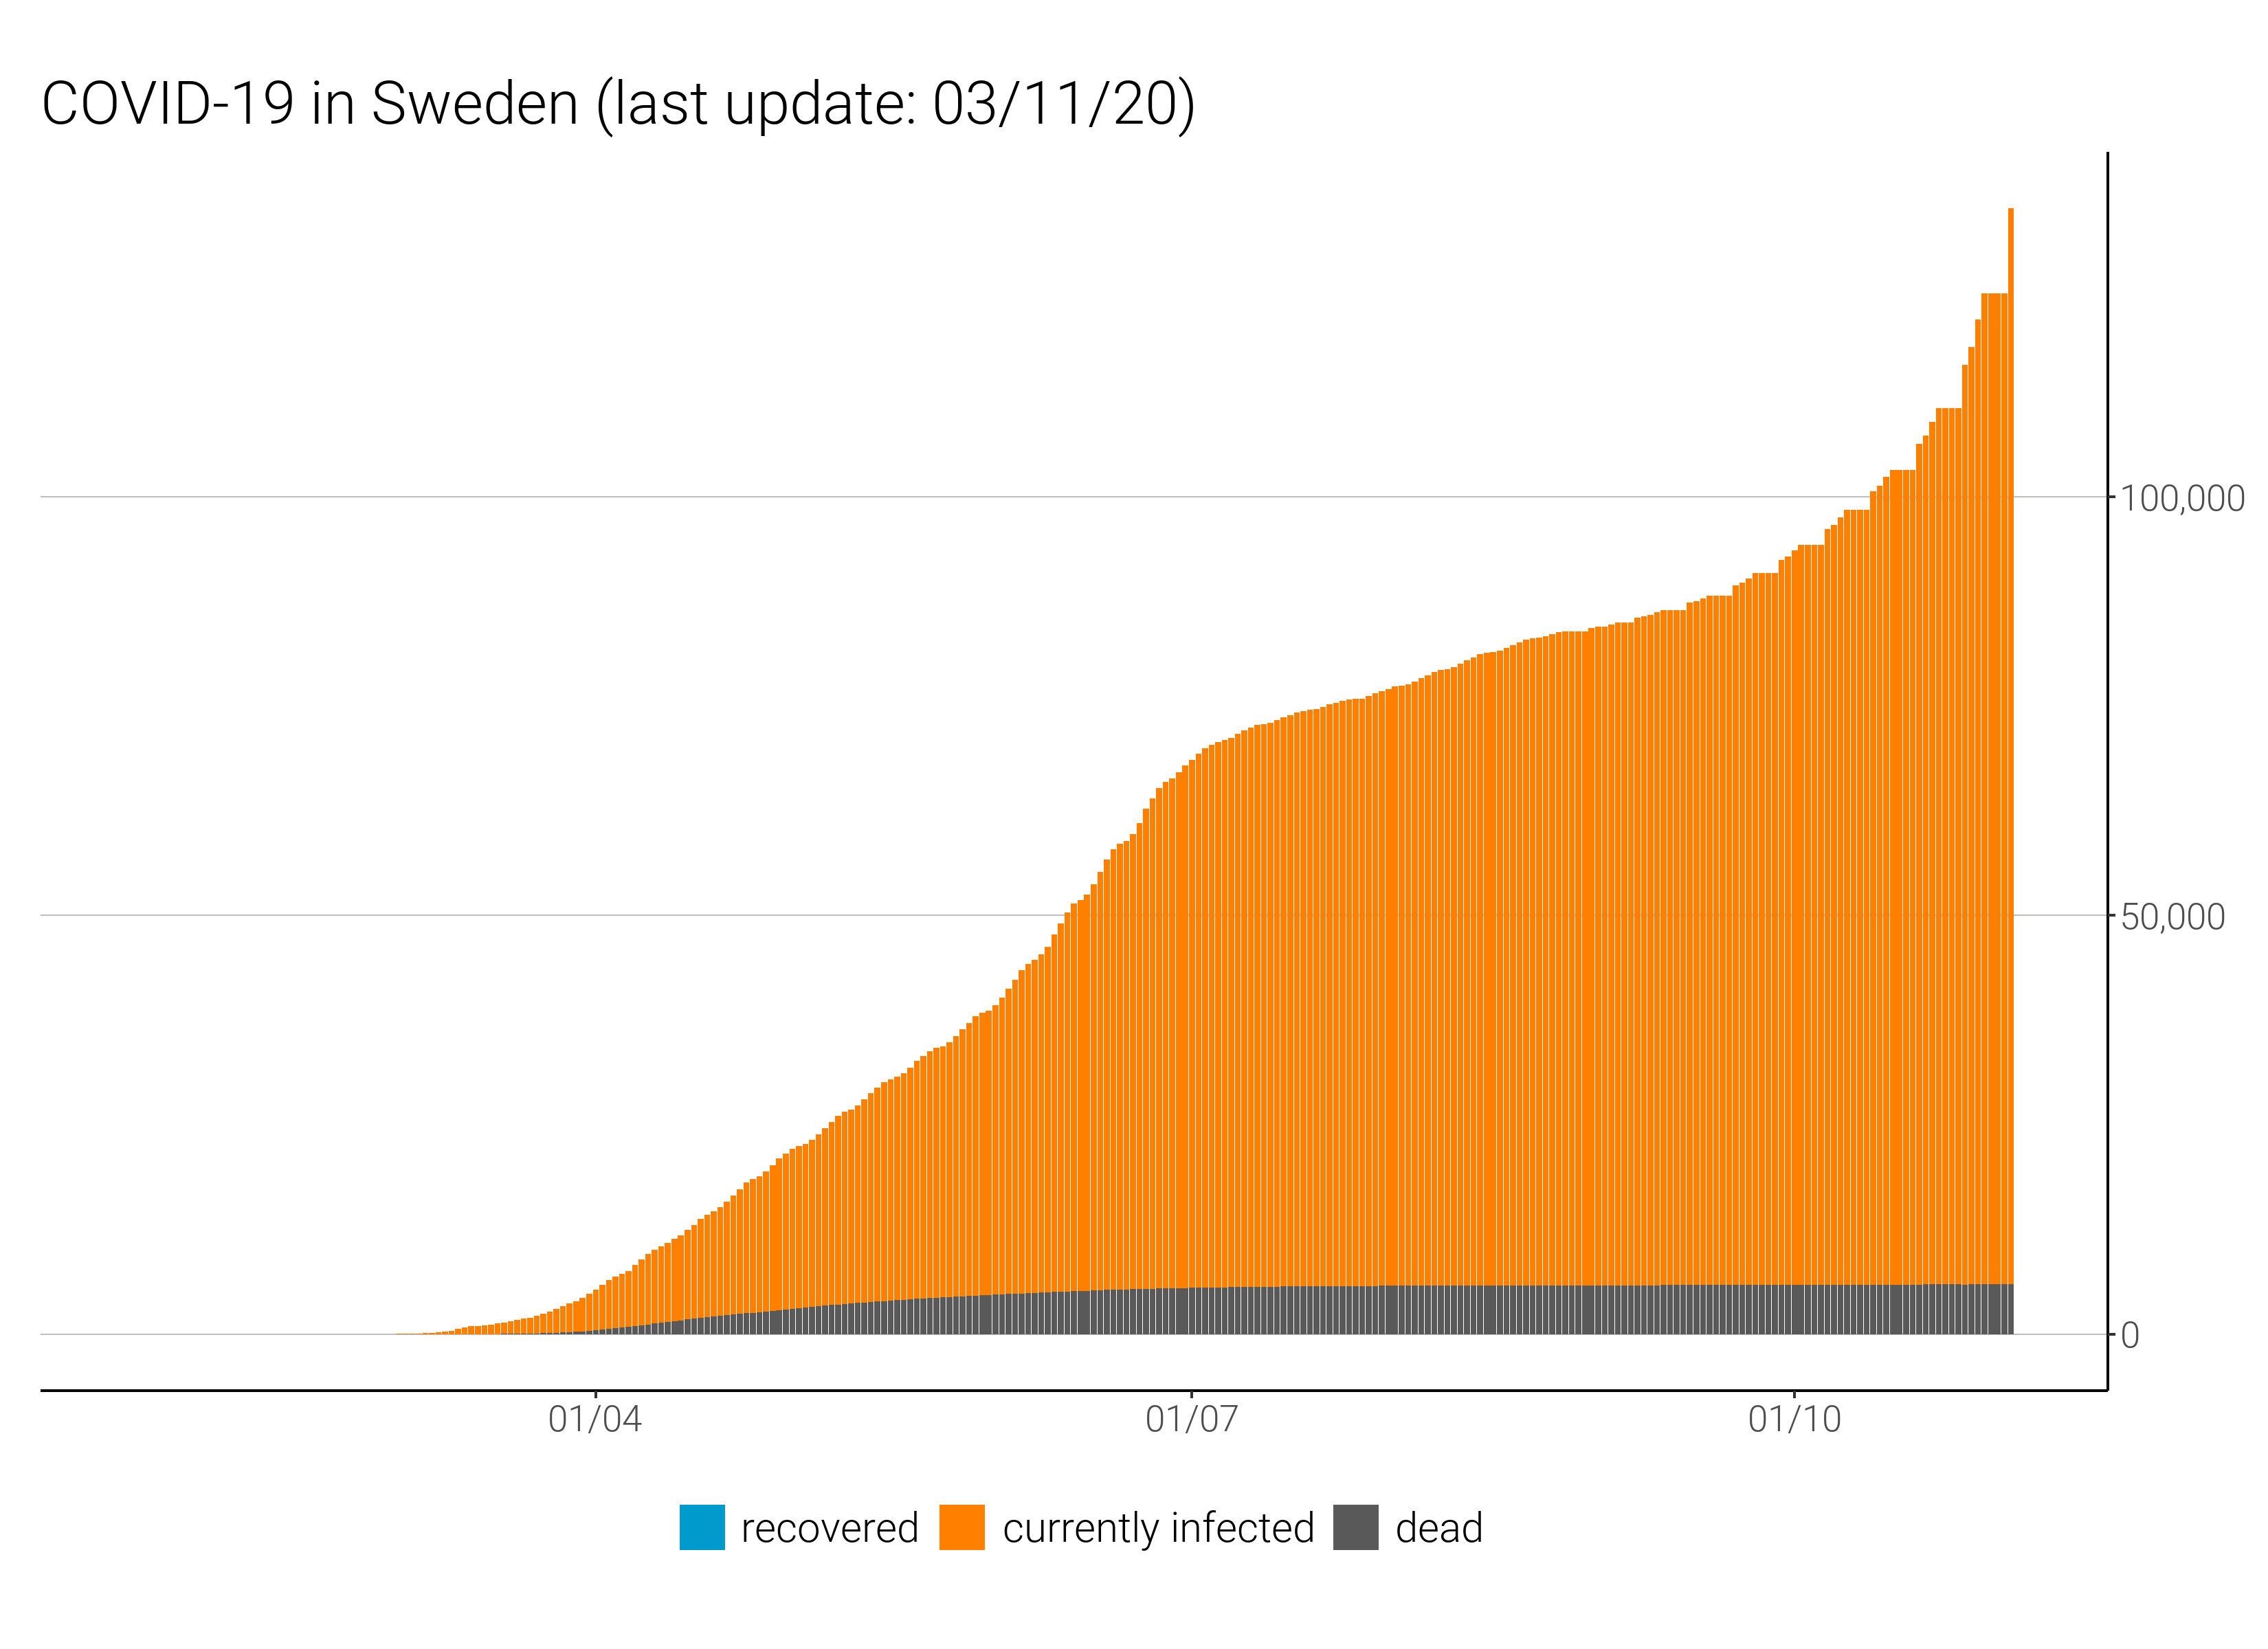 COVID-19 in Sweden (last update: 03/11/20)
100,000
50,000
0
01/04 01/07 01/10
recovered currently infected dead